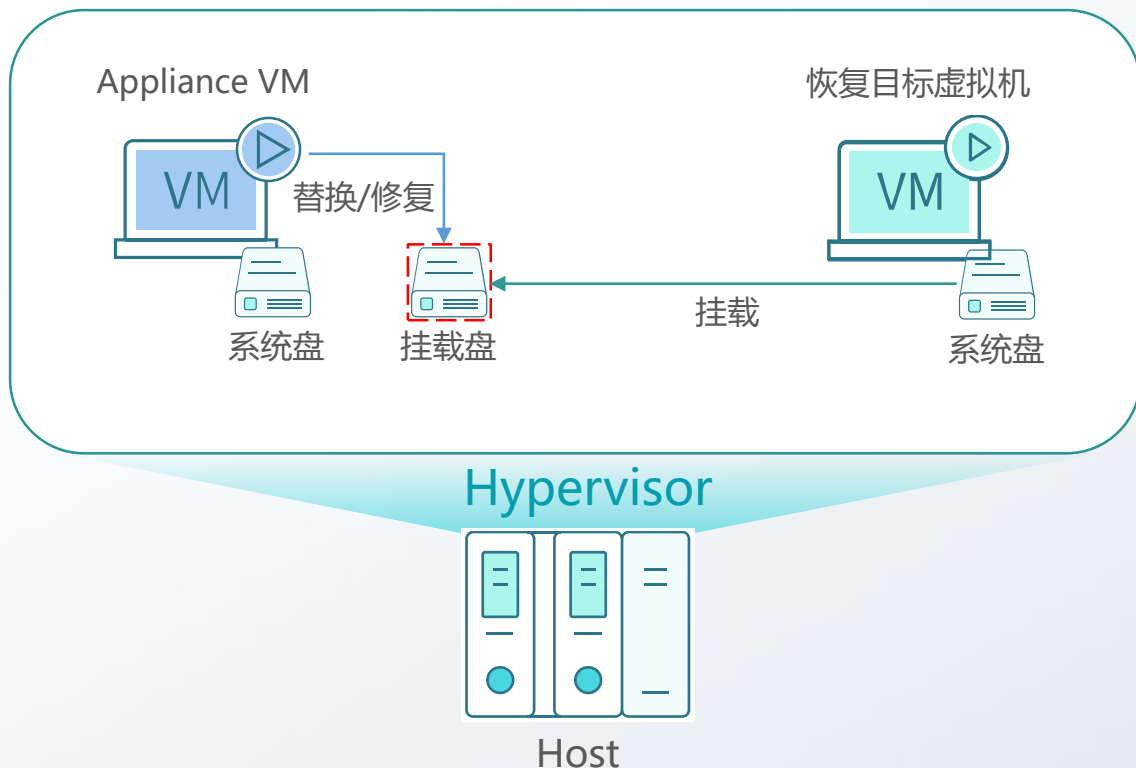 Appliance VM
恢复目标虚拟机
VM
替换/修复
VM
挂载
系统盘
挂载盘
系统盘
Hypervisor
Host